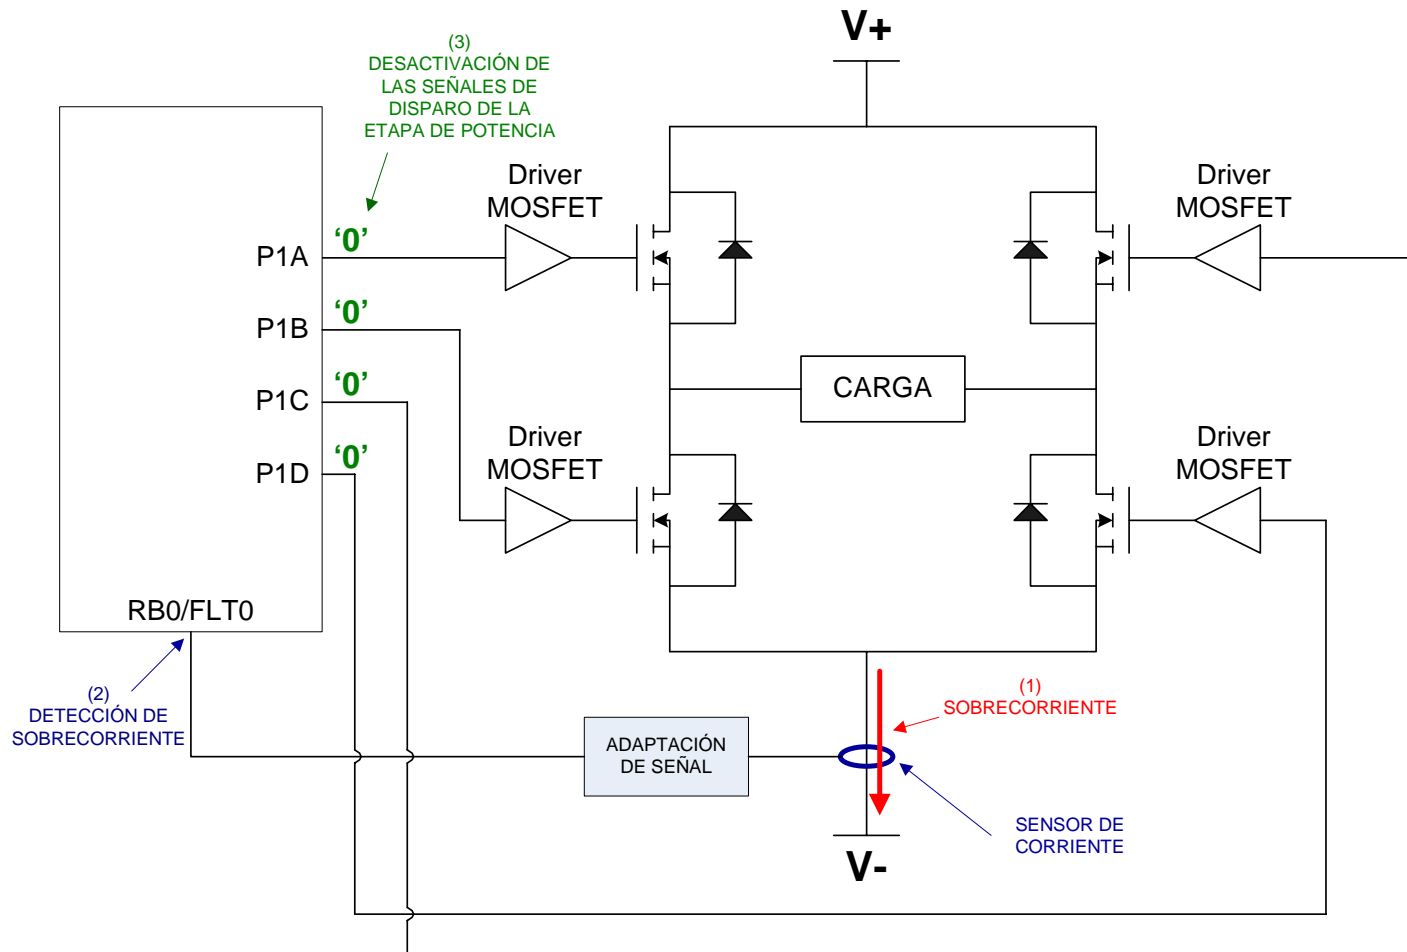 V+
(3)
DESACTIVACIÓN DE
LAS SEÑALES DE
DISPARO DE LA
ETAPA DE POTENCIA
Driver
MOSFET
Driver
MOSFET
P1A
‘0’
P1B
‘0’
P1C
‘0’
P1D
‘0’
CARGA
Driver
MOSFET
Driver
MOSFET
RB0/FLT0
(2)
DETECCIÓN DE
SOBRECORRIENTE
(1)
SOBRECORRIENTE
ADAPTACIÓN
DE SEÑAL
SENSOR DE
CORRIENTE
V-